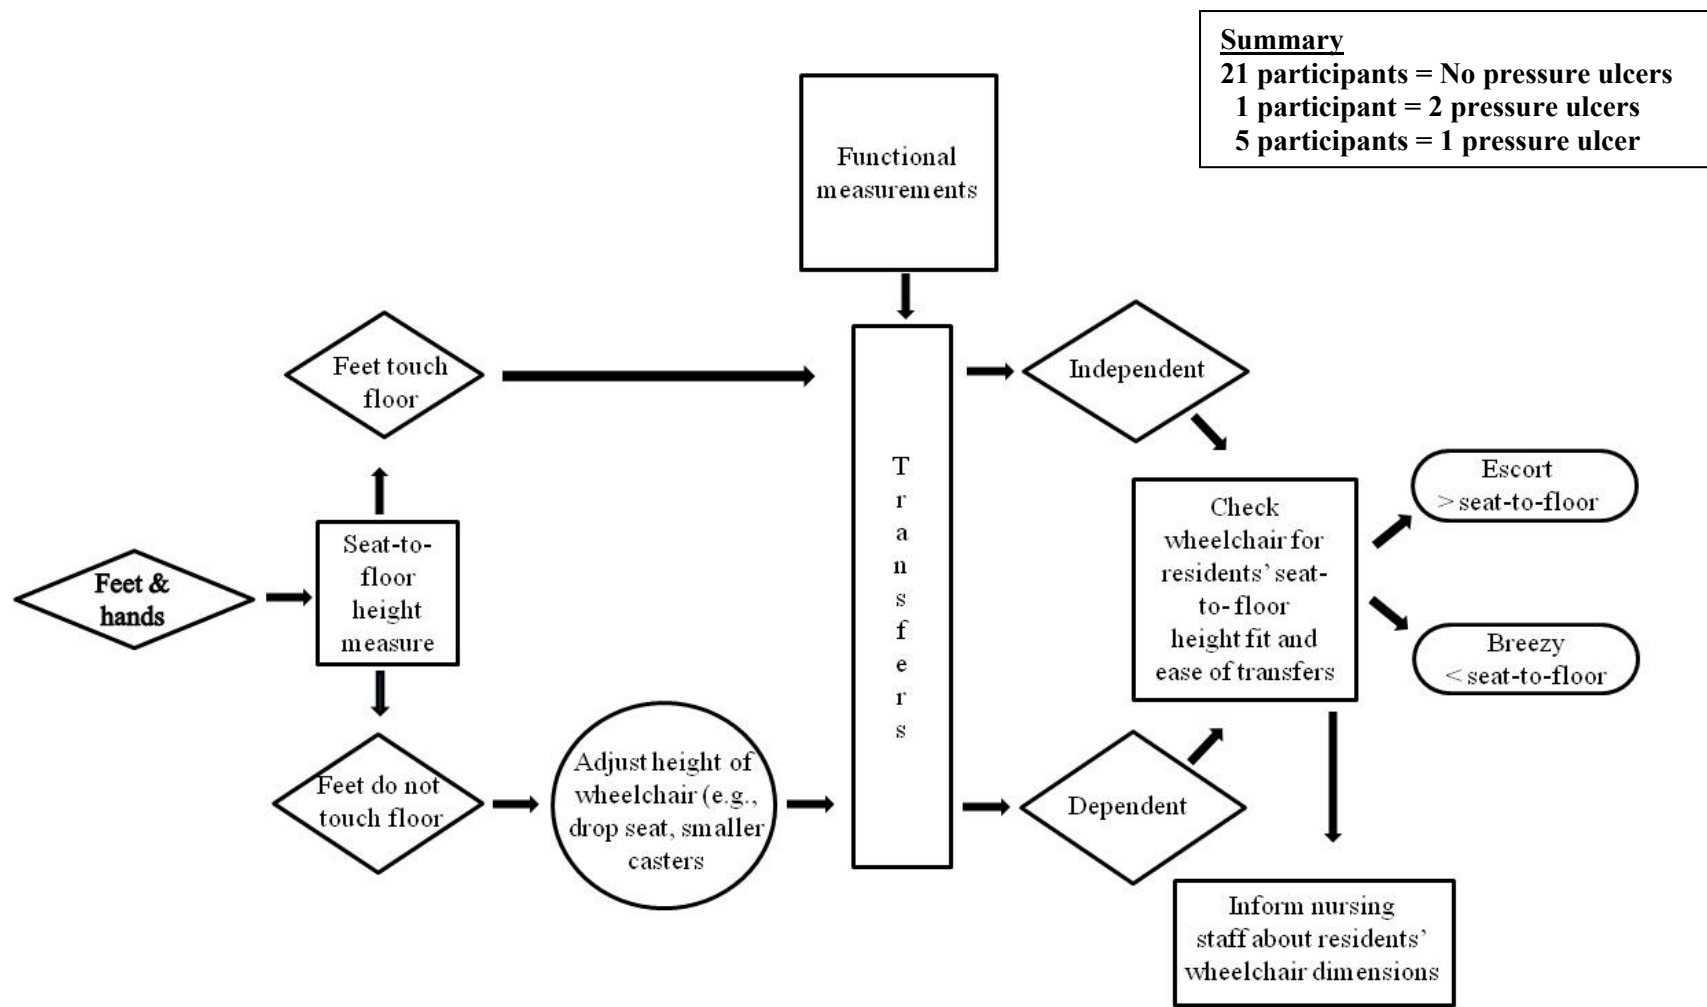 Summary
21 participants = No pressure ulcers
1 participant = 2 pressure ulcers
5 participants = 1 pressure ulcer
Functional
measurements
Feet touch
floor
Independent
Transfers
Escort
> seat-to-floor
Check
wheelchair for
residents' seat-
to-floor
height fit and
ease of transfers
Seat-to-
floor
height
measure
Feet &
hands
Breezy
< seat-to-floor
Feet do not
touch floor
Adjust height of
wheelchair (e.g.,
drop seat, smaller
casters
Dependent
Inform nursing
staff about residents'
wheelchair dimensions